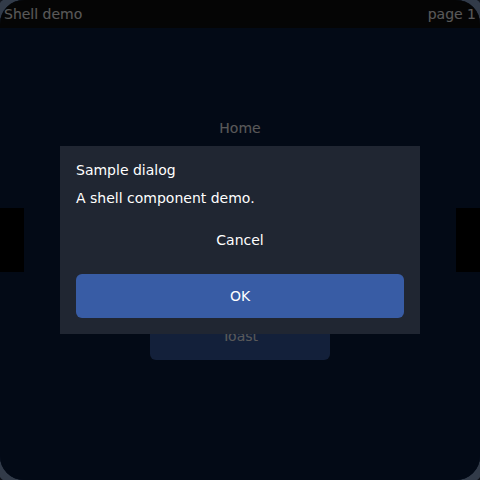 Shell demo
page 1
Home
Sample dialog
A shell component demo.
Cancel
OK
Toast